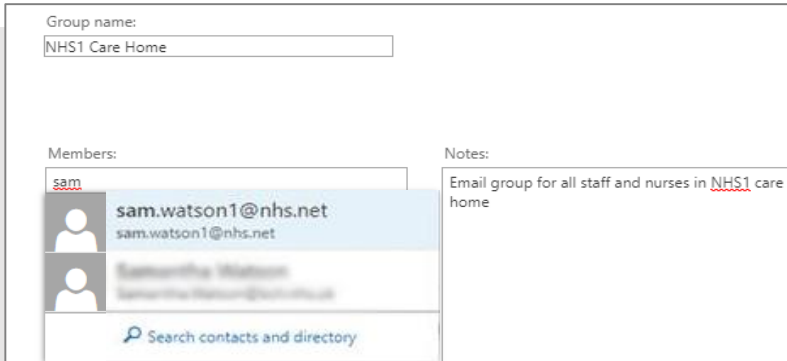 Group name:
NHS1 Care Home
Members:
sam
sam.watson1@nhs.net
sam.watson1@nhs.net
Search contacts and directory
Notes:
Email group for all staff and nurses in NHS1 care
home